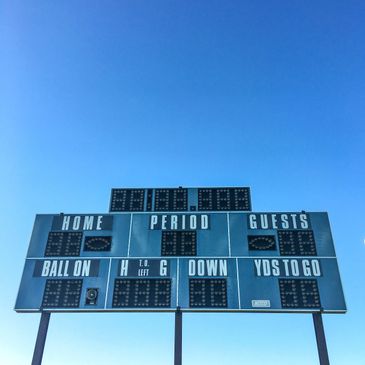 HOME PERIOD GUESTS
BALL ON H T.O. LEFT G DOWN YDS TO GO